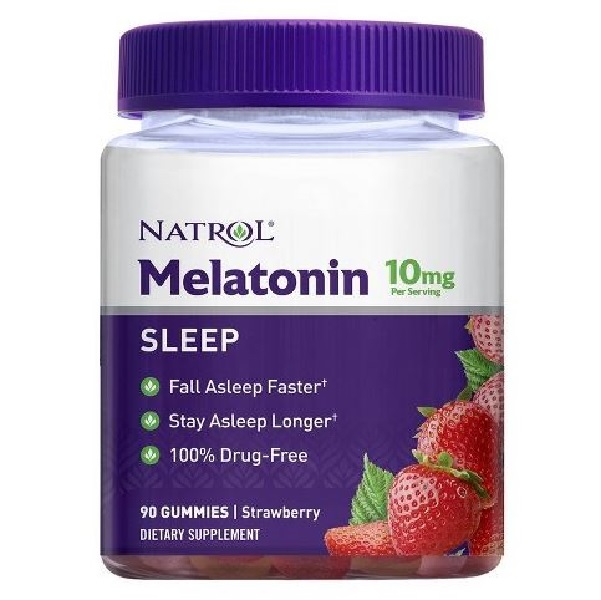 NATROL®
Melatonin 10mg
Per Serving
SLEEP
Fall Asleep Faster†
Stay Asleep Longer†
100% Drug-Free
90 GUMMIES | Strawberry
DIETARY SUPPLEMENT